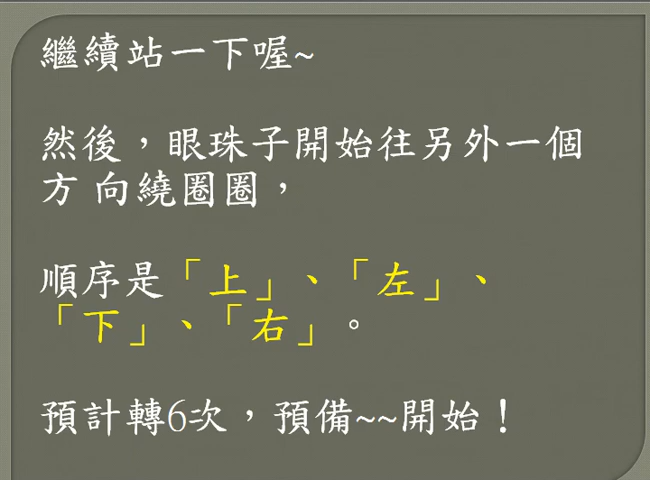 繼續站一下喔~
然後，眼珠子開始往另外一個
方 向繞圈圈，
順序是「上」、「左」、
「下」、「右」。
預計轉6次，預備~~開始！